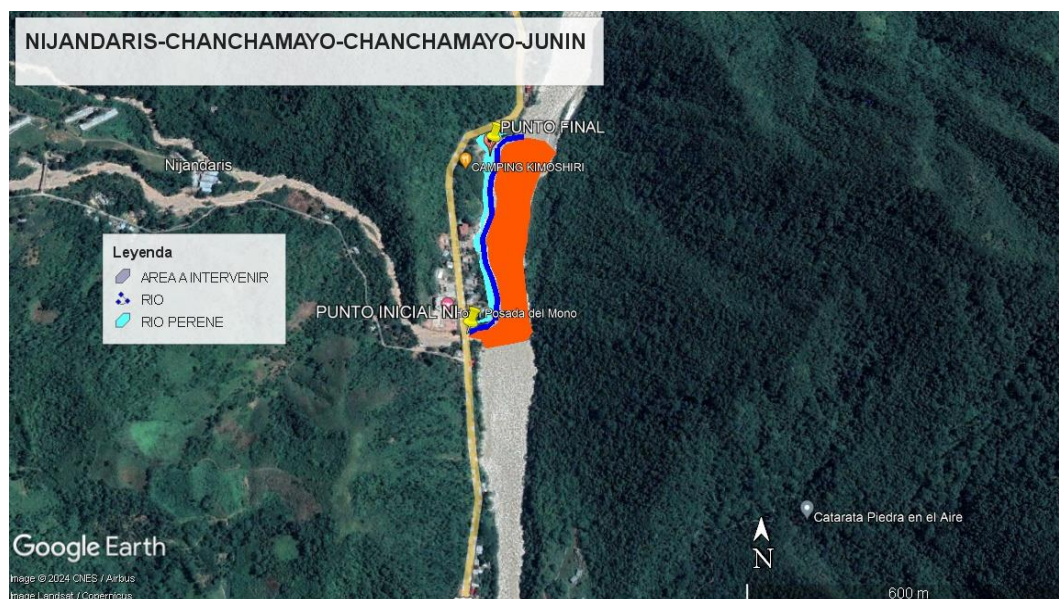 NIJANDARIS-CHANCHAMAYO-CHANCHAMAYO-JUNIN
PUNTO FINAL
CAMPING KIMOSHIRI
Nijandaris
Leyenda
AREA A INTERVENIR
RIO
RIO PERENE
PUNTO INICIAL NI
Posada del Mono
Catarata Piedra en el Aire
N
Google Earth
Image © 2024 CNES / Airbus
Image Landsat / Copernicus
600 m